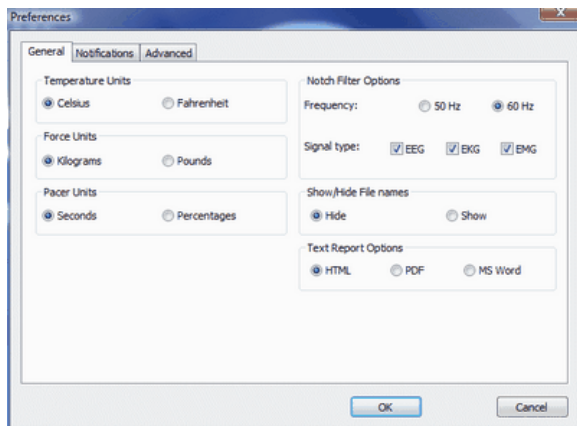 Preferences
General Notifications Advanced
Temperature Units
Celsius Fahrenheit
Force Units
Kilograms Pounds
Pacer Units
Seconds Percentages
Notch Filter Options
Frequency: 50 Hz 60 Hz
Signal type: EEG EKG EMG
Show/Hide File names
Hide Show
Text Report Options
HTML PDF MS Word
OK Cancel